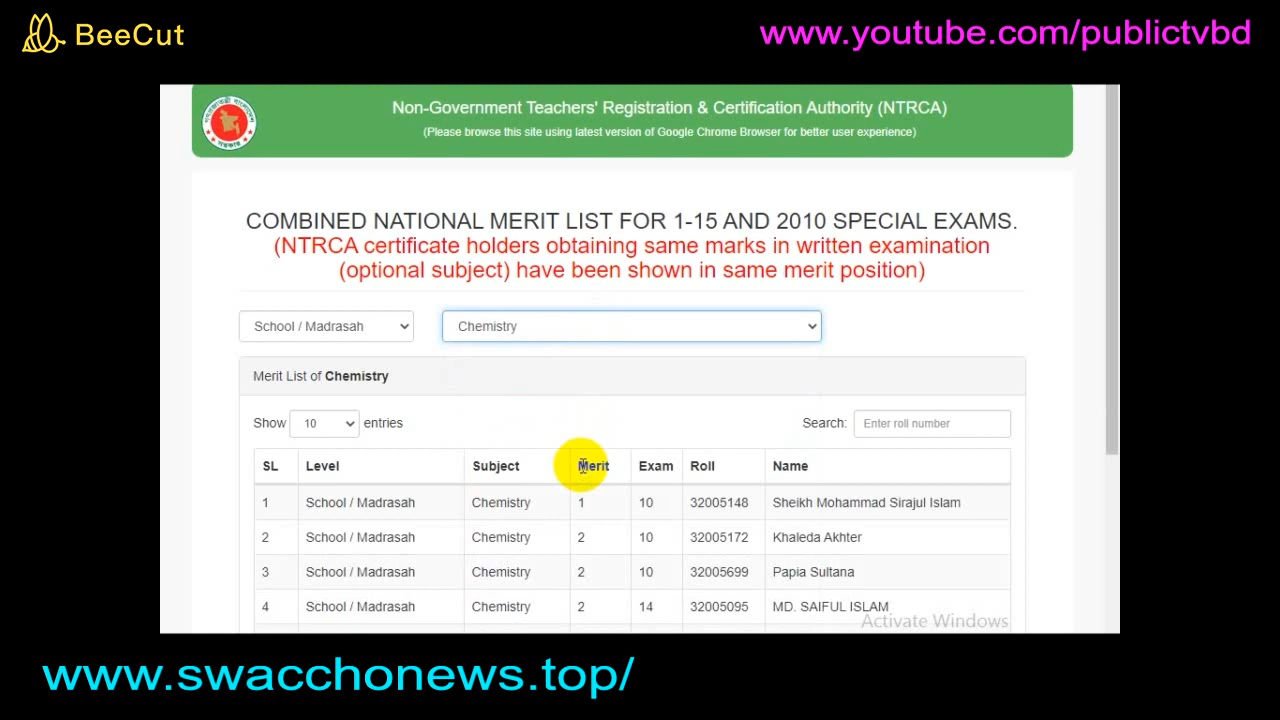 BeeCut
www.youtube.com/publictvbd
Non-Government Teachers' Registration & Certification Authority (NTRCA)
(Please browse this site using latest version of Google Chrome Browser for better user experience)
COMBINED NATIONAL MERIT LIST FOR 1-15 AND 2010 SPECIAL EXAMS.
(NTRCA certificate holders obtaining same marks in written examination
(optional subject) have been shown in same merit position)
School / Madrasah Chemistry
Merit List of Chemistry
Show 10 entries Search: Enter roll number
SL Level Subject Merit Exam Roll Name
1 School / Madrasah Chemistry 1 10 32005148 Sheikh Mohammad Sirajul Islam
2 School / Madrasah Chemistry 2 10 32005172 Khaleda Akhter
3 School / Madrasah Chemistry 2 10 32005699 Papia Sultana
4 School / Madrasah Chemistry 2 14 32005095 MD. SAIFUL ISLAM
Activate Windows
www.swacchonews.top/